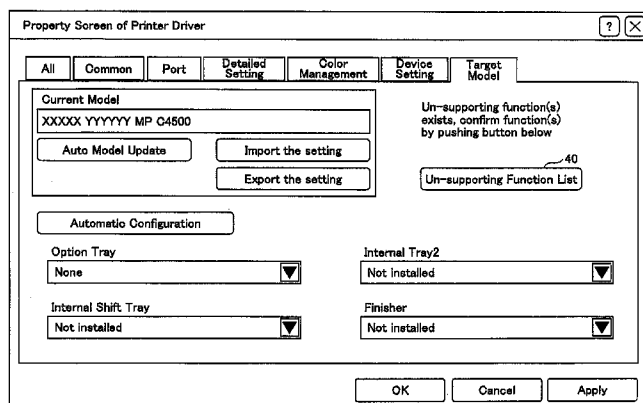 Property Screen of Printer Driver
?
All
Common
Port
Detailed
Setting
Color
Management
Device
Setting
Target
Model
Current Model
XXXXX YYYYYY MP C4500
Auto Model Update
Import the setting
Export the setting
Un-supporting function(s)
exists, confirm function(s)
by pushing button below
40
Un-supporting Function List
Automatic Configuration
Option Tray
None
Internal Tray2
Not installed
Internal Shift Tray
Not installed
Finisher
Not installed
OK
Cancel
Apply